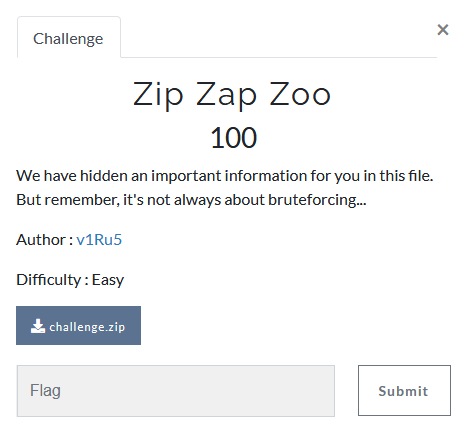 Challenge
×
Zip Zap Zoo
100
We have hidden an important information for you in this file.
But remember, it's not always about bruteforcing...
Author : v1Ru5
Difficulty : Easy
challenge.zip
Flag
Submit